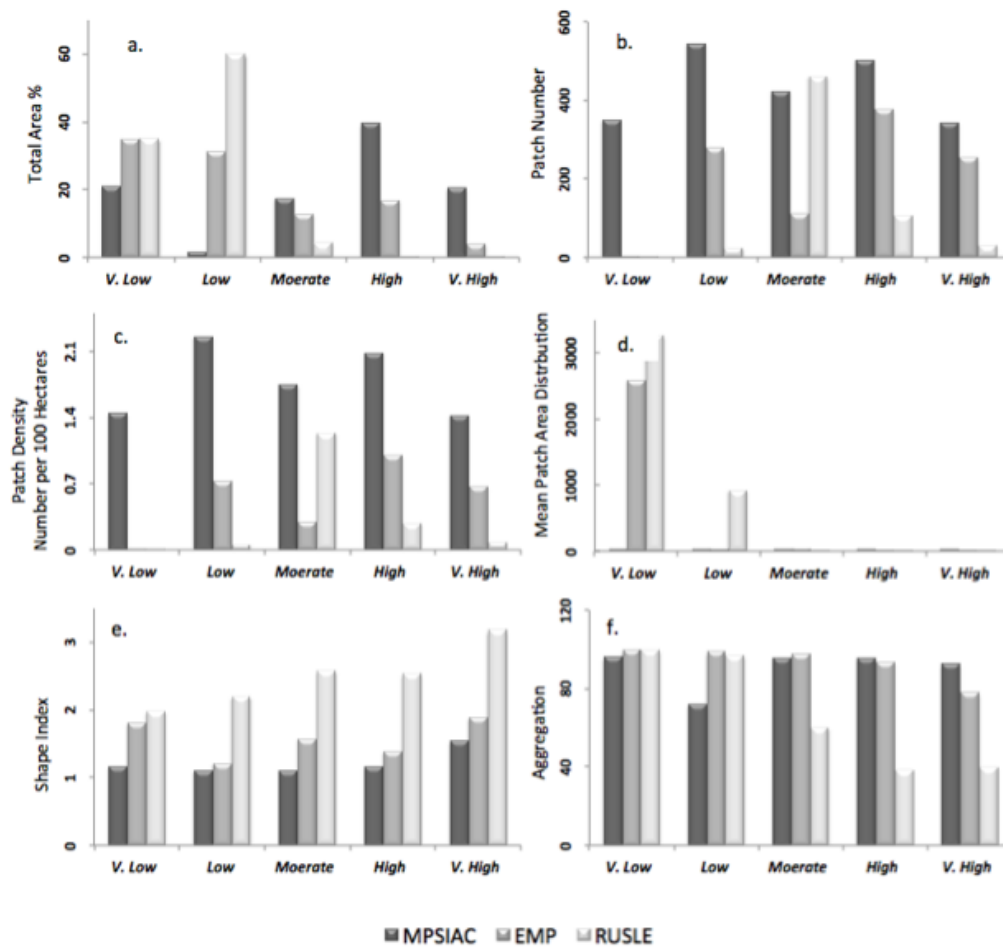 a.
Total Area %
60
40
20
0
V. Low Low Moerate High V. High
b.
Patch Number
600
400
200
0
V. Low Low Moerate High V. High
c.
Patch Density
Number per 100 Hectares
2.1
1.4
0.7
0
V. Low Low Moerate High V. High
d.
Mean Patch Area Distrbution
3000
2000
1000
0
V. Low Low Moerate High V. High
e.
Shape Index
3
2
1
0
V. Low Low Moerate High V. High
f.
Aggregation
120
80
40
0
V. Low Low Moerate High V. High
MPSIAC EMP RUSLE